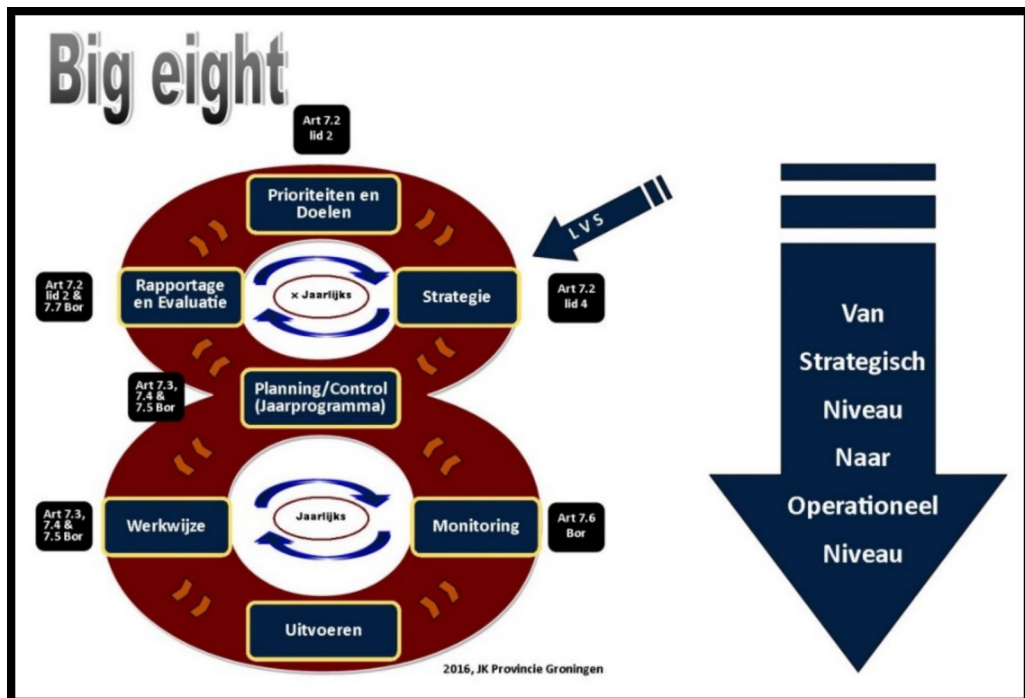 Big eight
Art 7.2
lid 2
Prioriteiten en
Doelen
LVS
Art 7.2
lid 2 &
7.7 Bor
Rapportage
en Evaluatie
x Jaarlijks
Strategie
Art 7.2
lid 4
Art 7.3,
7.4 &
7.5 Bor
Planning/Control
(Jaarprogramma)
Art 7.3,
7.4 &
7.5 Bor
Werkwijze
Jaarlijks
Monitoring
Art 7.6
Bor
Uitvoeren
2016, JK Provincie Groningen
Van
Strategisch
Niveau
Naar
Operationeel
Niveau